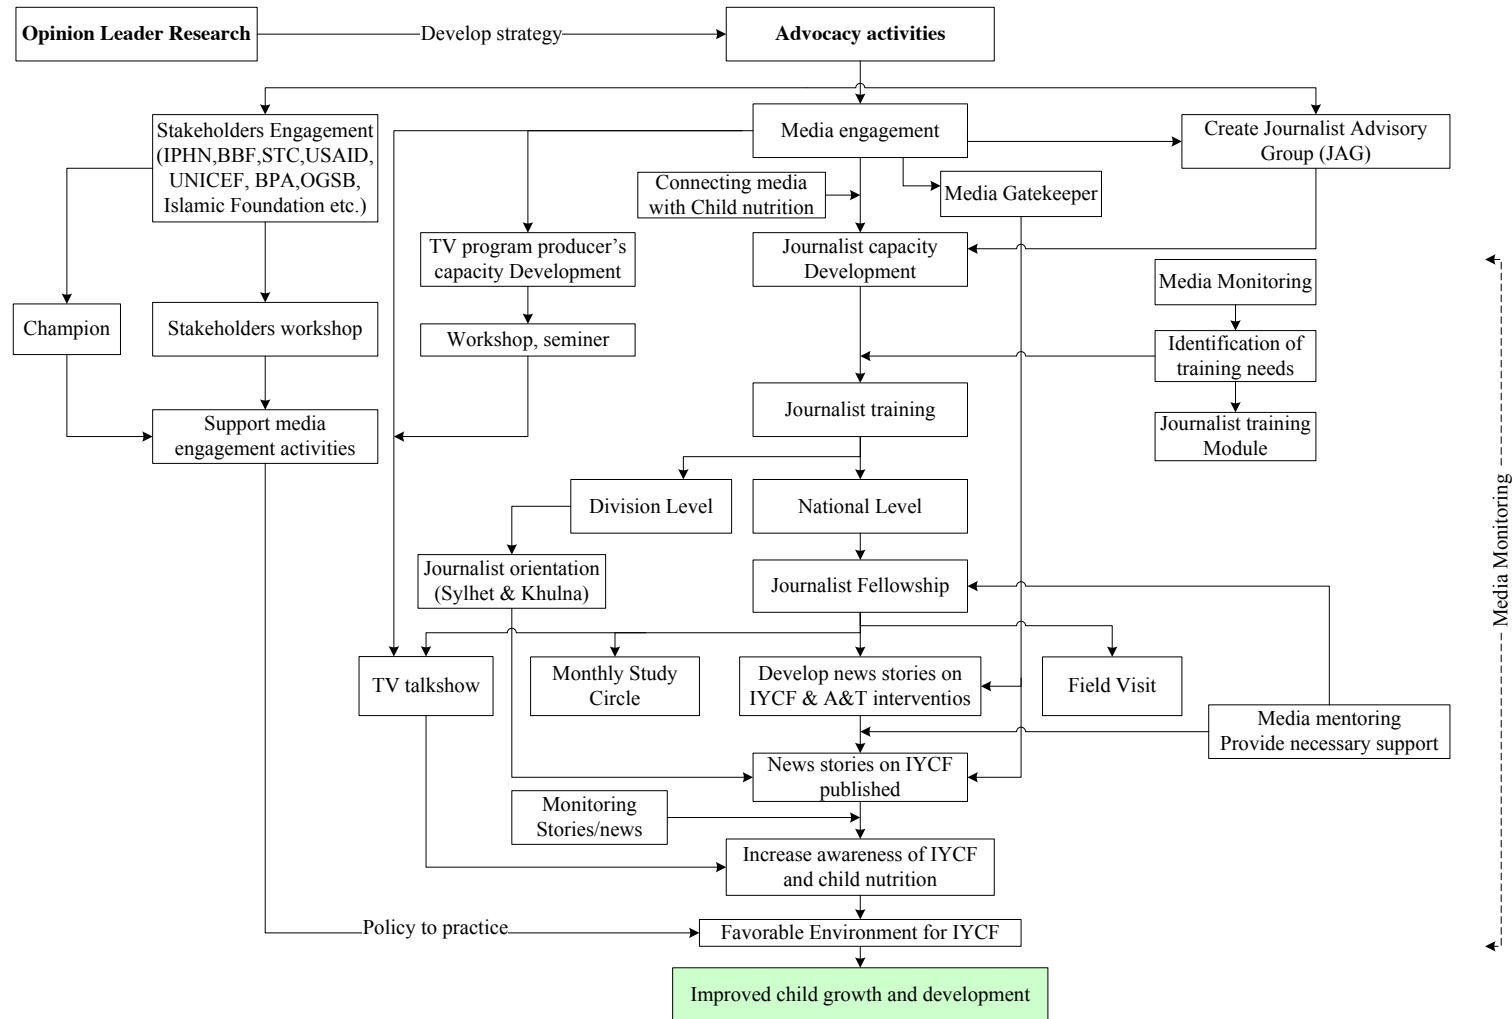 Opinion Leader Research
Develop strategy
Advocacy activities
Stakeholders Engagement
(IPHN,BBF,STC,USAID,
UNICEF, BPA,OGSB,
Islamic Foundation etc.)
Media engagement
Create Journalist Advisory
Group (JAG)
Connecting media
with Child nutrition
Media Gatekeeper
TV program producer's
capacity Development
Journalist capacity
Development
Media Monitoring
Champion
Stakeholders workshop
Workshop, seminer
Identification of
training needs
Journalist training
Support media
engagement activities
Journalist training
Module
Division Level
National Level
Media Monitoring
Journalist orientation
(Sylhet & Khulna)
Journalist Fellowship
TV talkshow
Monthly Study
Circle
Develop news stories on
IYCF & A&T interventios
Field Visit
Media mentoring
Provide necessary support
News stories on IYCF
published
Monitoring
Stories/news
Increase awareness of IYCF
and child nutrition
Policy to practice
Favorable Environment for IYCF
Improved child growth and development